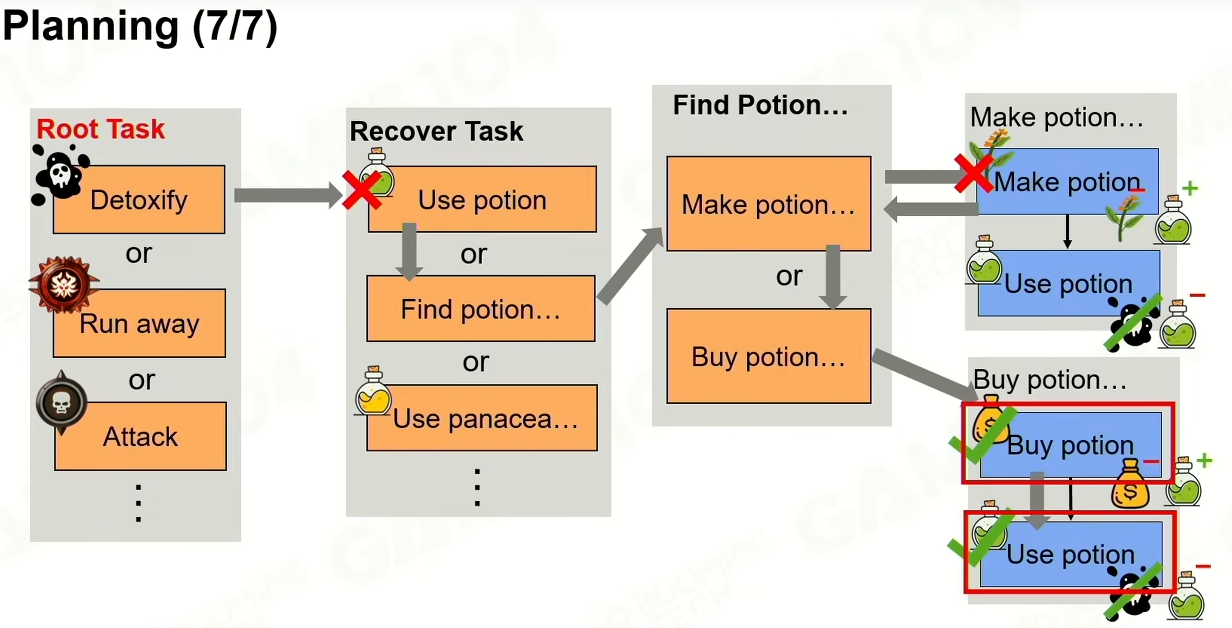 Planning (7/7)
Root Task
Detoxify
or
Run away
or
Attack
Recover Task
Use potion
or
Find potion…
or
Use panacea…
Find Potion…
Make potion…
or
Buy potion…
Make potion…
Make potion
Use potion
Buy potion…
Buy potion
Use potion